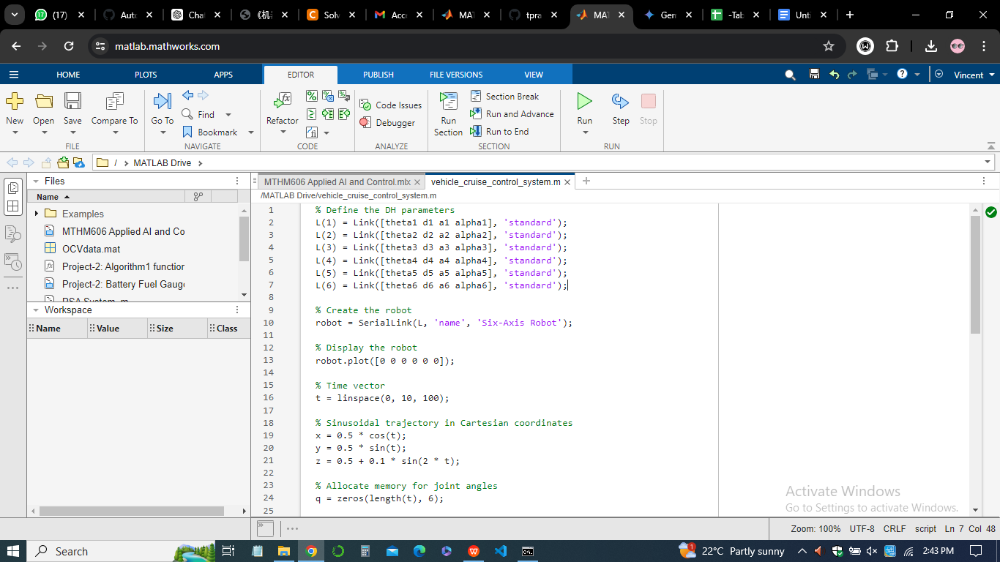 (17)
Auto
Chat
《机
Solv
Acce
MAT
tpra
MAT
Gen
-Tab
Unti
matlab.mathworks.com
HOME PLOTS APPS EDITOR PUBLISH FILE VERSIONS VIEW Vincent
New Open Save Compare To
Go To Find Bookmark
Refactor
Code Issues
Debugger
Run Section
Section Break
Run and Advance
Run to End
Run Step Stop
FILE NAVIGATE CODE ANALYZE SECTION RUN
/ MATLAB Drive
Files
Name
Examples
MTHM606 Applied AI and Co
OCVdata.mat
Project-2: Algorithm1 function
Project-2: Battery Fuel Gauge
PSA System .m
Workspace
Name Value Size Class
MTHM606 Applied AI and Control.mlx vehicle_cruise_control_system.m
/MATLAB Drive/vehicle_cruise_control_system.m
1 % Define the DH parameters
2 L(1) = Link([theta1 d1 a1 alpha1], 'standard');
3 L(2) = Link([theta2 d2 a2 alpha2], 'standard');
4 L(3) = Link([theta3 d3 a3 alpha3], 'standard');
5 L(4) = Link([theta4 d4 a4 alpha4], 'standard');
6 L(5) = Link([theta5 d5 a5 alpha5], 'standard');
7 L(6) = Link([theta6 d6 a6 alpha6], 'standard');
8
9 % Create the robot
10 robot = SerialLink(L, 'name', 'Six-Axis Robot');
11
12 % Display the robot
13 robot.plot([0 0 0 0 0 0]);
14
15 % Time vector
16 t = linspace(0, 10, 100);
17
18 % Sinusoidal trajectory in Cartesian coordinates
19 x = 0.5 * cos(t);
20 y = 0.5 * sin(t);
21 z = 0.5 + 0.1 * sin(2 * t);
22
23 % Allocate memory for joint angles
24 q = zeros(length(t), 6);
25
Activate Windows
Go to Settings to activate Windows.
Zoom: 100% UTF-8 CRLF script Ln 7 Col 48
Search
22°C Partly sunny
2:43 PM